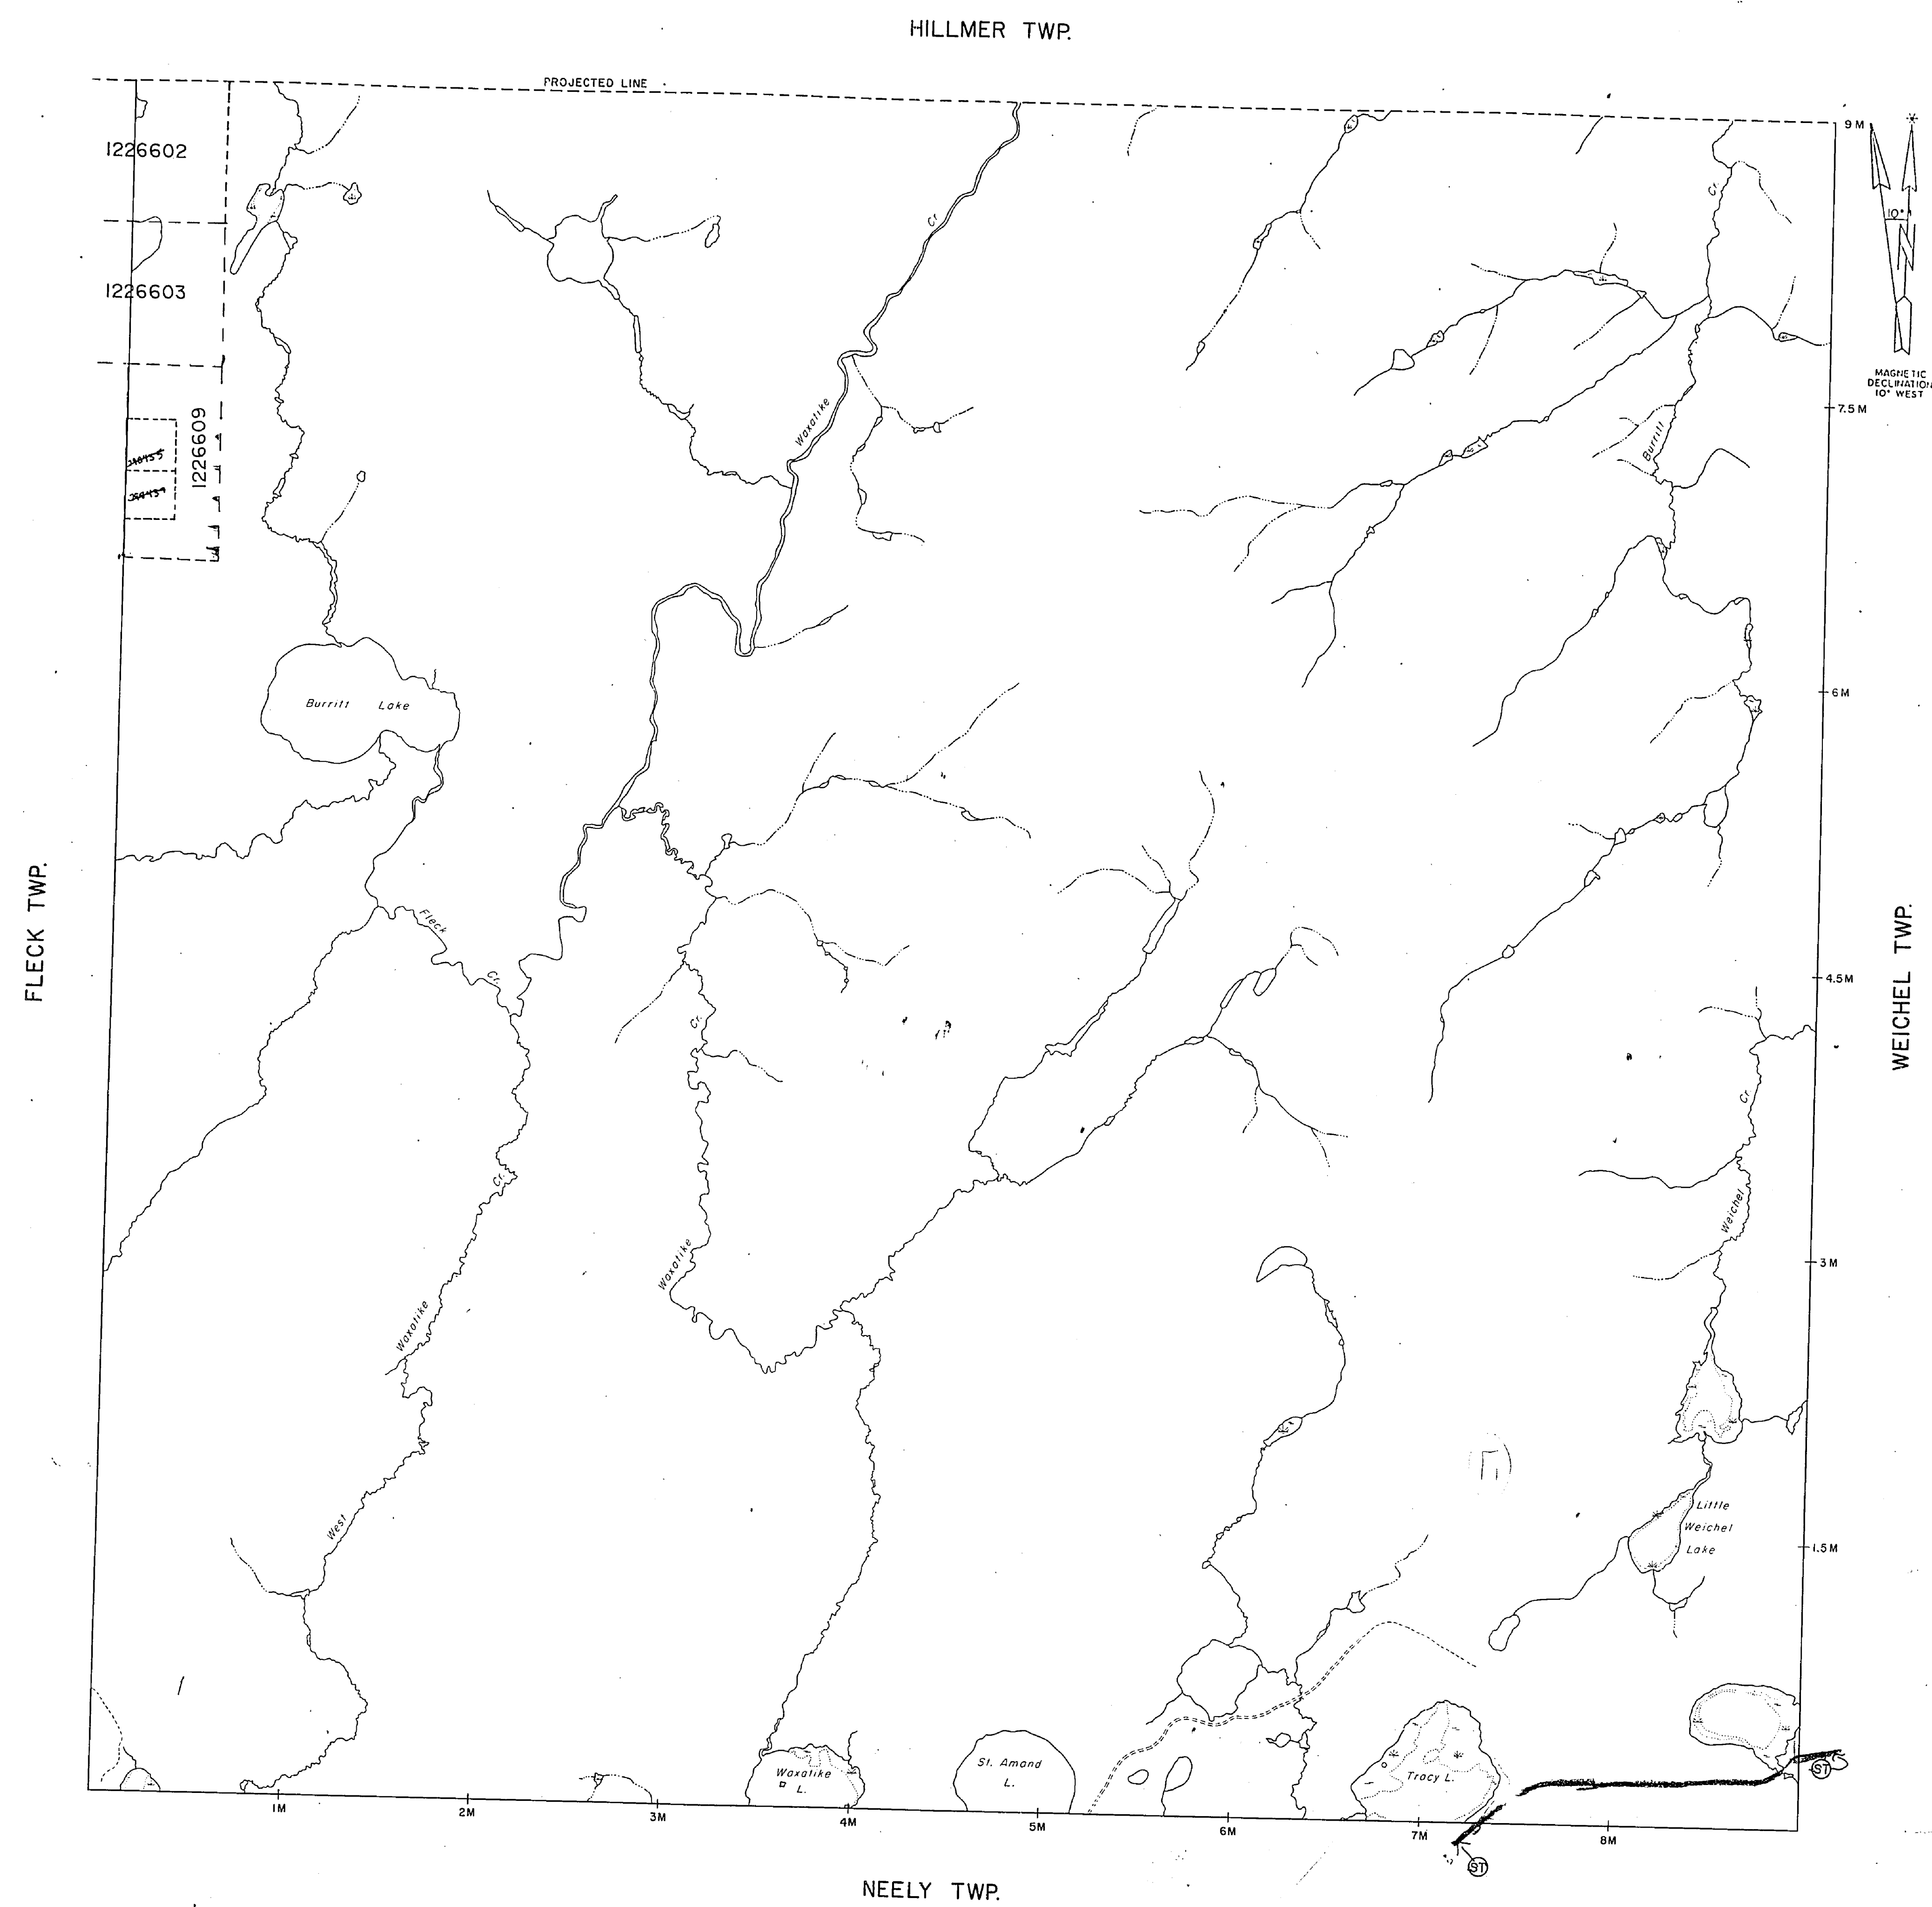 HILLMER TWP.
PROJECTED LINE
9 M
1226602
10°
N
1226603
MAGNETIC
DECLINATION
10° WEST
Cr.
Cr.
Waxatike
7.5 M
1226609
Burritt
Burritt Lake
6 M
FLECK TWP.
WEICHEL TWP.
Fleck
Cr.
4.5 M
Cr.
Cr.
Cr.
Waxatike
Weichel
3 M
Waxatike
West
Little
Weichel
Lake
1.5 M
Waxatike
L.
St. Amand
L.
Tracy L.
ST
1M
2M
3M
4M
5M
6M
7M
8M
ST
NEELY TWP.